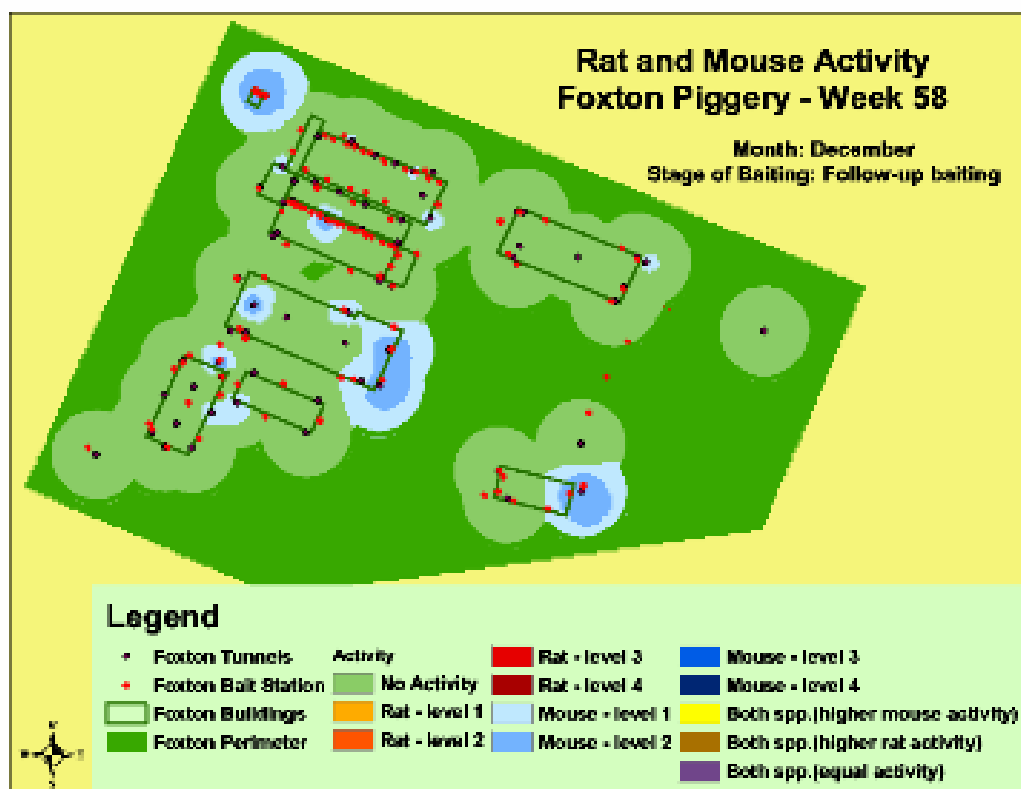 Rat and Mouse Activity
Foxton Piggery - Week 58
Month: December
Stage of Baiting: Follow-up baiting
Legend
Foxton Tunnels
Foxton Bait Station
Foxton Buildings
Foxton Perimeter
Activity
No Activity
Rat - level 1
Rat - level 2
Rat - level 3
Rat - level 4
Mouse - level 1
Mouse - level 2
Mouse - level 3
Mouse - level 4
Both spp.(higher mouse activity)
Both spp.(higher rat activity)
Both spp.(equal activity)